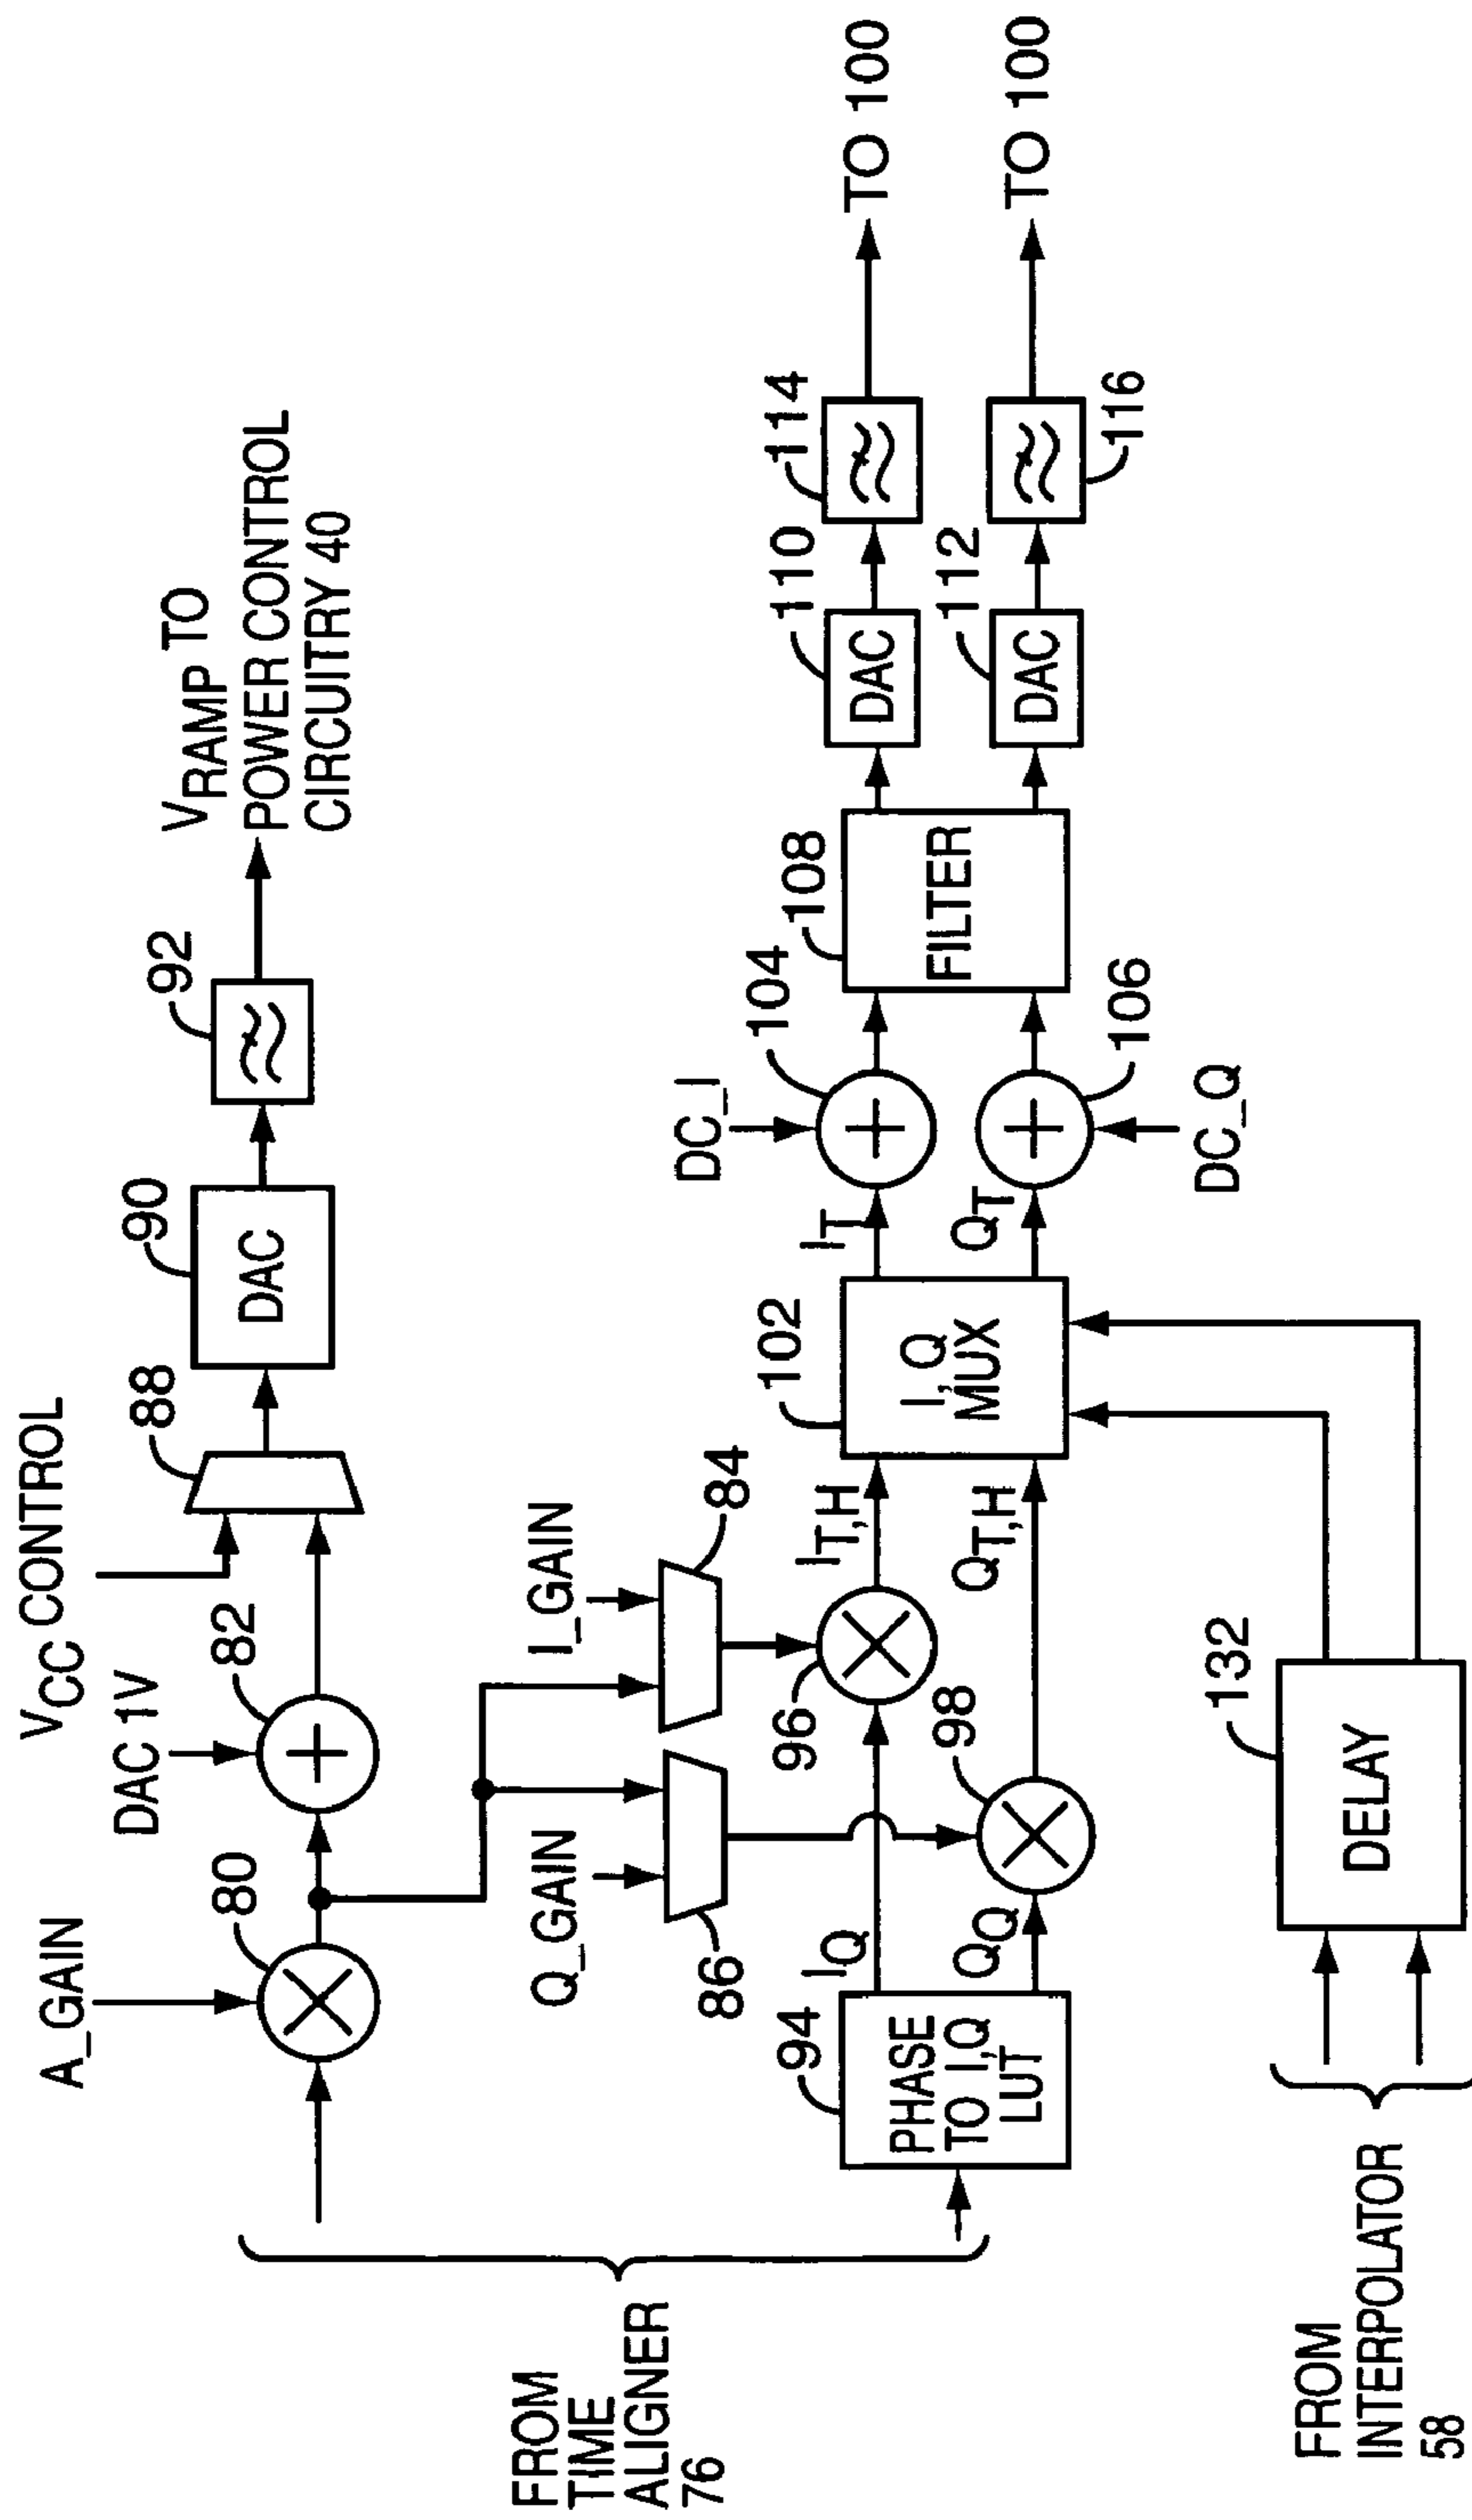 A_GAIN
80
DAC 1V
82
VCC CONTROL
88
90
DAC
92
VRAMP TO
POWER CONTROL
CIRCUITRY 40
FROM
TIME
ALIGNER
76
Q_GAIN
86
I_GAIN
84
94
PHASE
TO I,Q
LUT
IQ
QQ
96
98
IT,H
QT,H
102
I, Q
MUX
IT
QT
DC_I
104
DC_Q
106
108
FILTER
110
DAC
112
DAC
114
116
TO 100
TO 100
FROM
INTERPOLATOR
58
132
DELAY